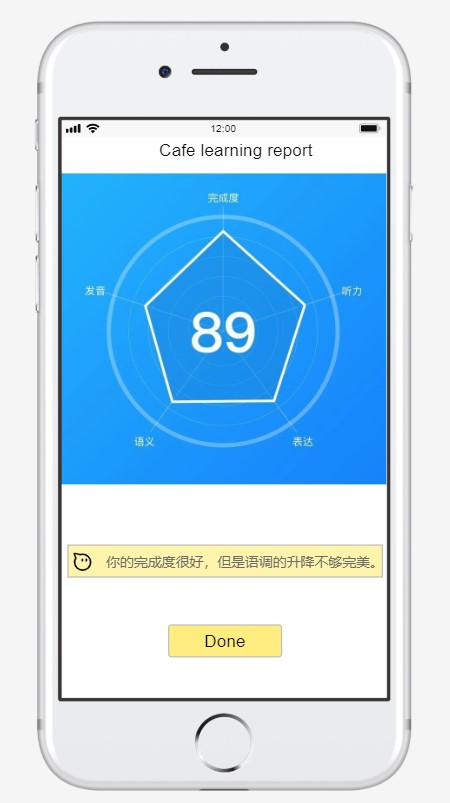 12:00
Cafe learning report
完成度
发音
听力
89
语义
表达
你的完成度很好，但是语调的升降不够完美。
Done